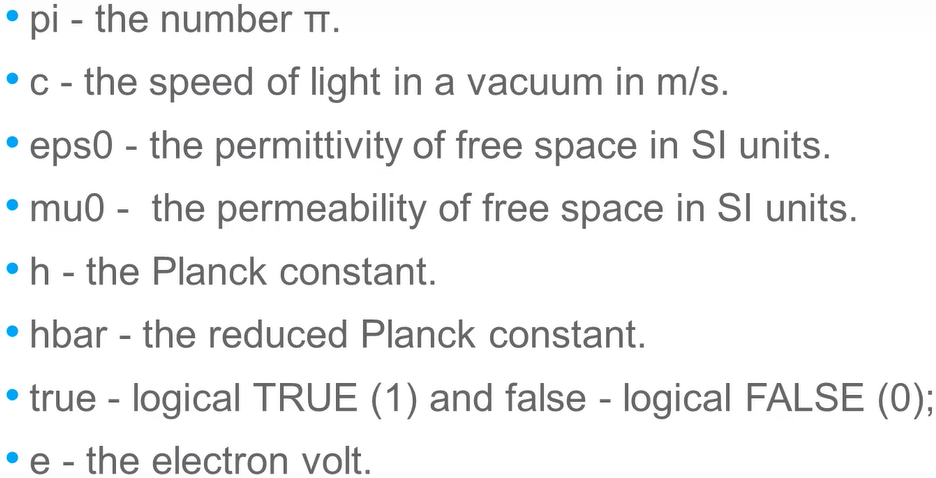 • pi - the number π.
• c - the speed of light in a vacuum in m/s.
• eps0 - the permittivity of free space in SI units.
• mu0 -  the permeability of free space in SI units.
• h - the Planck constant.
• hbar - the reduced Planck constant.
• true - logical TRUE (1) and false - logical FALSE (0);
• e - the electron volt.